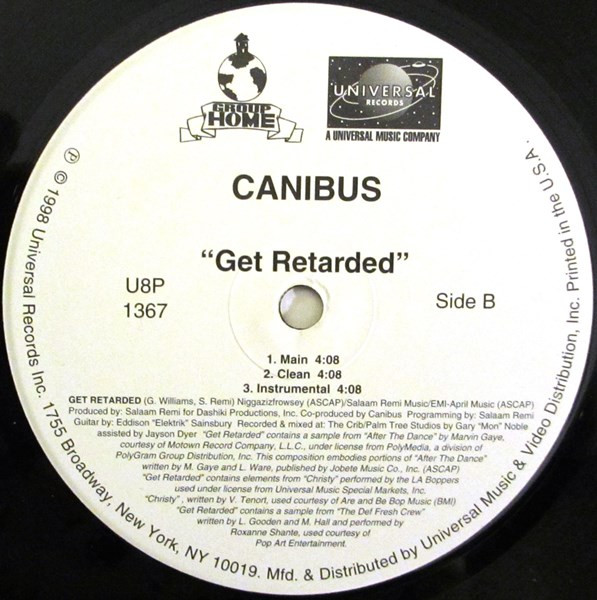 GROUP
HOME
UNIVERSAL
RECORDS
A UNIVERSAL MUSIC COMPANY
CANIBUS
“Get Retarded”
U8P
1367
Side B
1. Main 4:08
2. Clean 4:08
3. Instrumental 4:08
GET RETARDED (G. Williams, S. Remi) Niggazizfrowsey (ASCAP)/Salaam Remi Music/EMI-April Music (ASCAP)
Produced by: Salaam Remi for Dashiki Productions, Inc. Co-produced by Canibus Programming by: Salaam Remi
Guitar by: Eddison "Elektrik" Sainsbury Recorded & mixed at: The Crib/Palm Tree Studios by Gary "Mon" Noble
assisted by Jayson Dyer "Get Retarded" contains a sample from "After The Dance" by Marvin Gaye,
courtesy of Motown Record Company, L.L.C., under license from PolyMedia, a division of
PolyGram Group Distribution, Inc. This composition embodies portions of "After The Dance"
written by M. Gaye and L. Ware, published by Jobete Music Co., Inc. (ASCAP)
"Get Retarded" contains elements from "Christy" performed by the LA Boppers
used under license from Universal Music Special Markets, Inc.
"Christy" , written by V. Tenort, used courtesy of Are and Be Bop Music (BMI)
"Get Retarded" contains a sample from "The Def Fresh Crew"
written by L. Gooden and M. Hall and performed by
Roxanne Shante, used courtesy of
Pop Art Entertainment.
℗ © 1998 Universal Records Inc. 1755 Broadway, New York, NY 10019. Mfd. & Distributed by Universal Music & Video Distribution, Inc. Printed in the U.S.A.